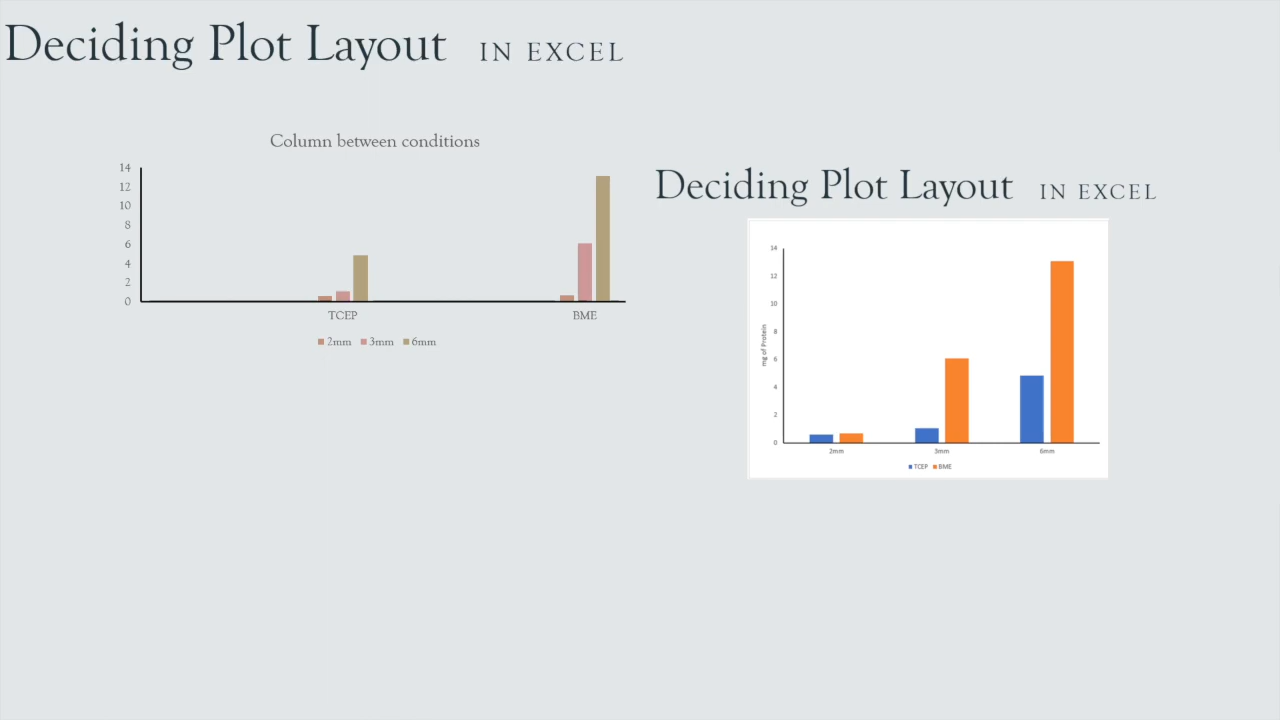 Deciding Plot Layout IN EXCEL
Column between conditions
14
12
10
8
6
4
2
0
TCEP BME
2mm 3mm 6mm
Deciding Plot Layout IN EXCEL
mg of Protein
14
12
10
8
6
4
2
0
2mm 3mm 6mm
TCEP BME